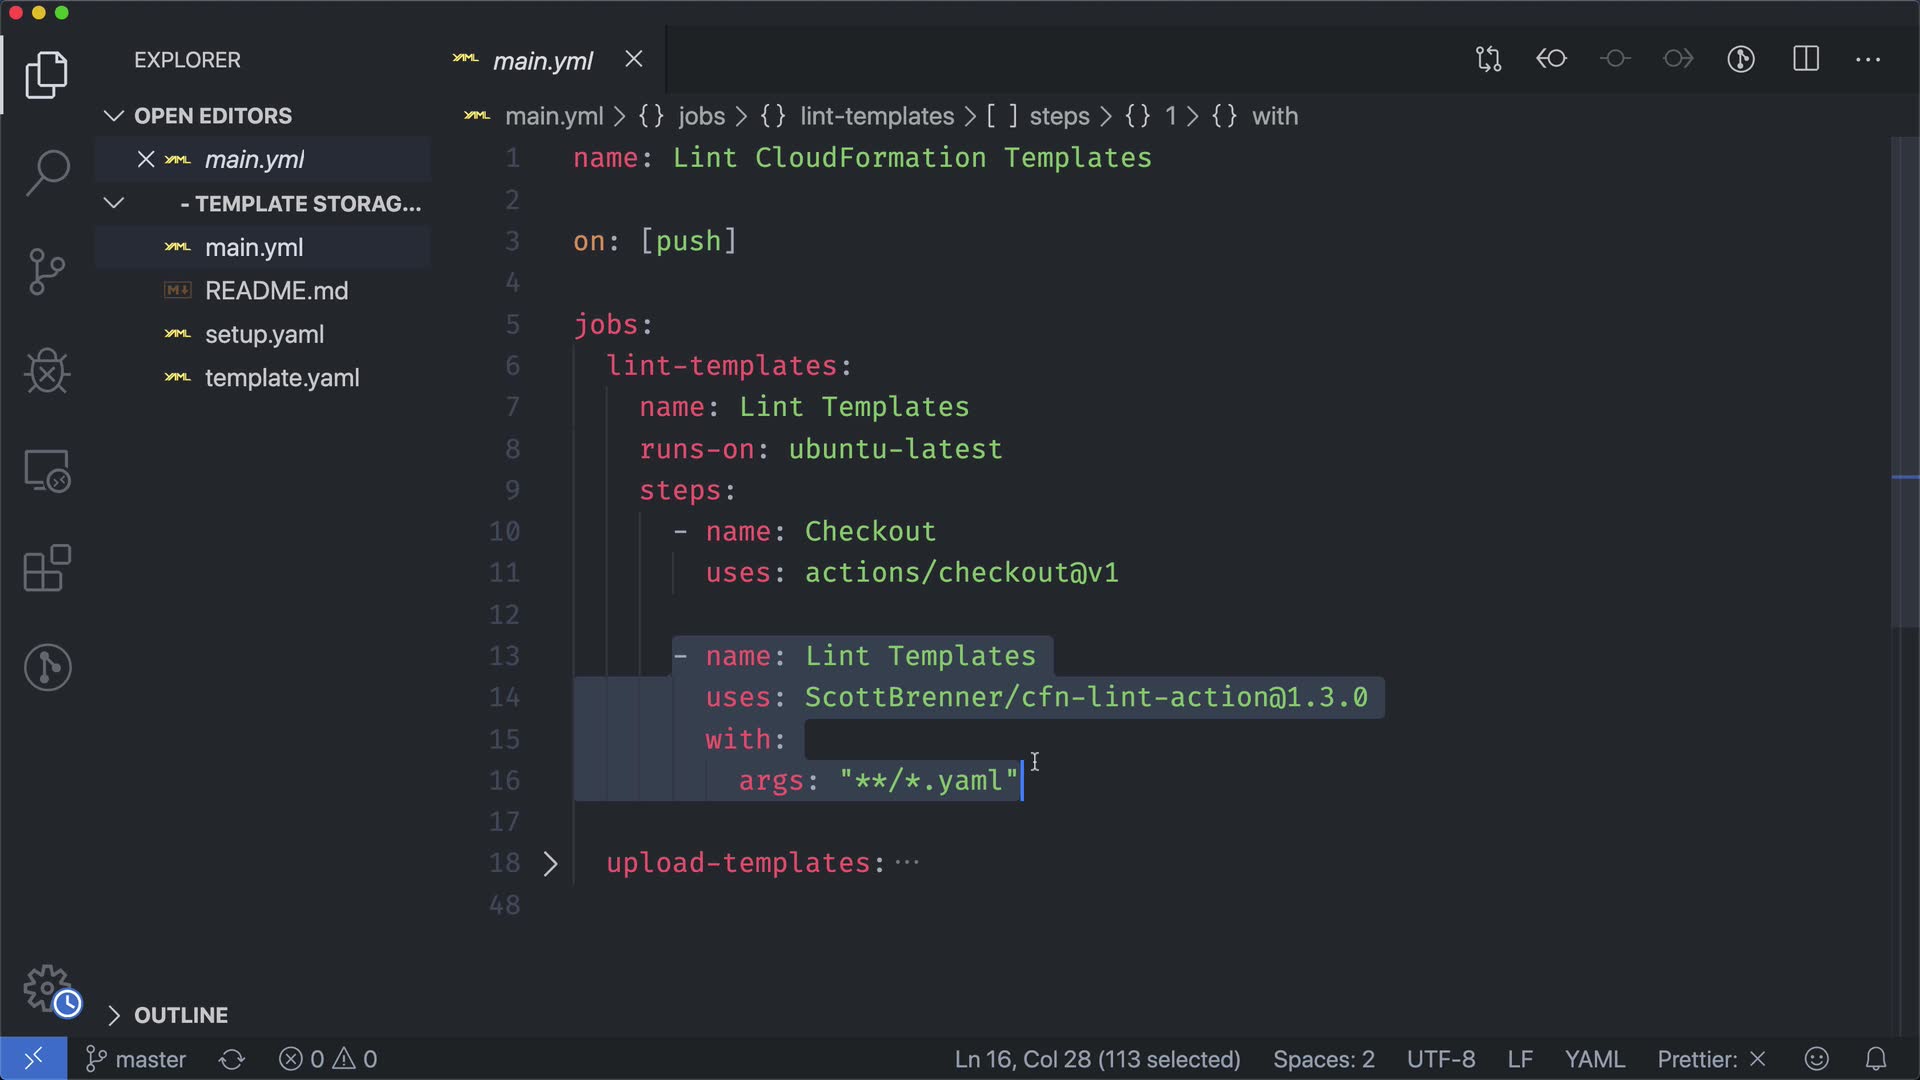 EXPLORER
OPEN EDITORS
main.yml
- TEMPLATE STORAG...
main.yml
README.md
setup.yaml
template.yaml
OUTLINE
main.yml
main.yml > {} jobs > {} lint-templates > [ ] steps > {} 1 > {} with
1 name: Lint CloudFormation Templates
2
3 on: [push]
4
5 jobs:
6 lint-templates:
7 name: Lint Templates
8 runs-on: ubuntu-latest
9 steps:
10 - name: Checkout
11 uses: actions/checkout@v1
12
13 - name: Lint Templates
14 uses: ScottBrenner/cfn-lint-action@1.3.0
15 with:
16 args: "**/*.yaml"
17
18 upload-templates: ...
48
master 0 0 Ln 16, Col 28 (113 selected) Spaces: 2 UTF-8 LF YAML Prettier: ×